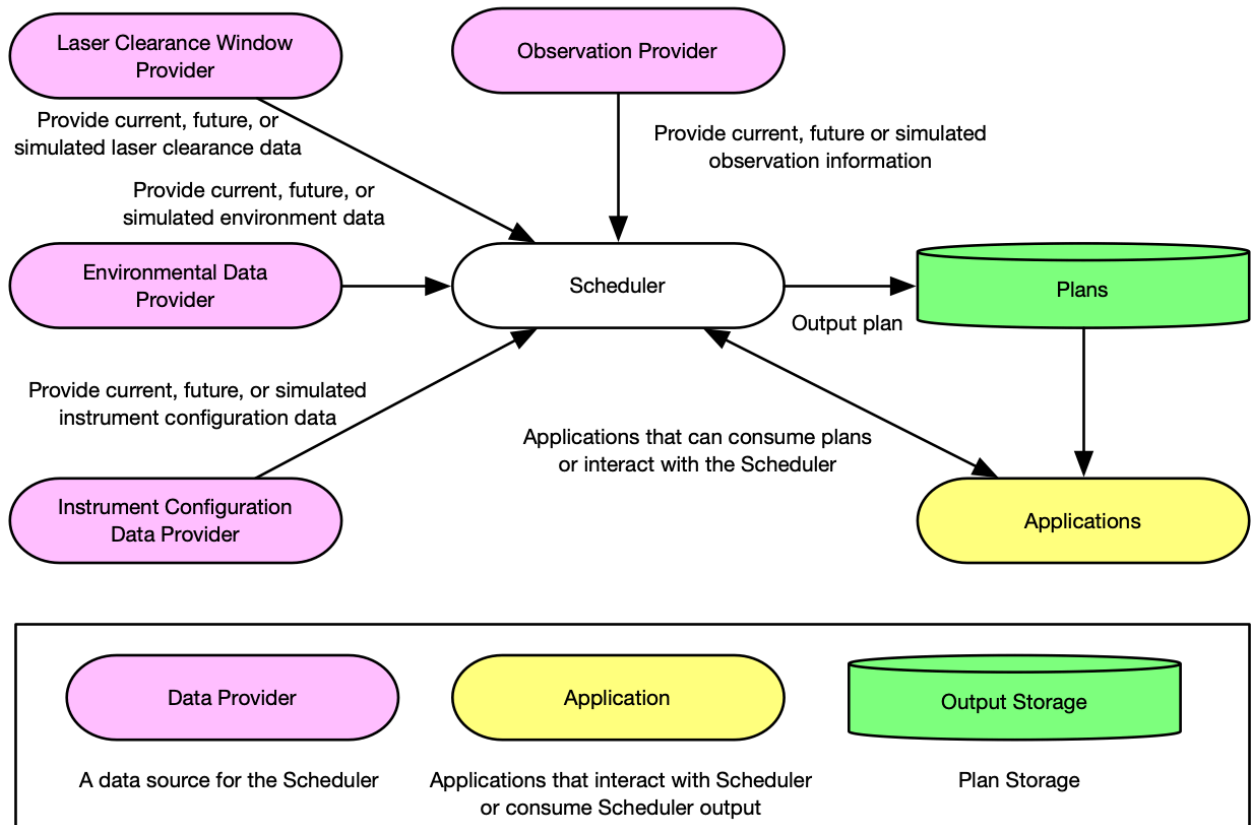 Laser Clearance Window
Provider
Observation Provider
Provide current, future, or
simulated laser clearance data
Provide current, future or simulated
observation information
Provide current, future, or
simulated environment data
Environmental Data
Provider
Scheduler
Plans
Output plan
Provide current, future, or simulated
instrument configuration data
Applications that can consume plans
or interact with the Scheduler
Instrument Configuration
Data Provider
Applications
Data Provider
Application
Output Storage
A data source for the Scheduler
Applications that interact with Scheduler
or consume Scheduler output
Plan Storage